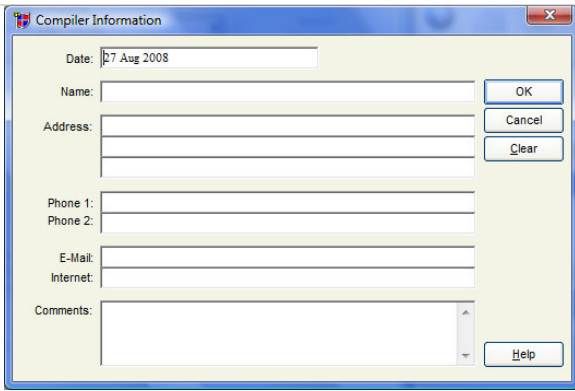 Compiler Information
Date: 27 Aug 2008
Name:
OK
Address:
Cancel
Clear
Phone 1:
Phone 2:
E-Mail:
Internet:
Comments:
Help